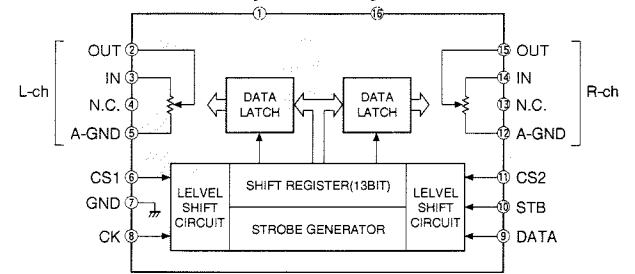 ① ⑯
L-ch
OUT ②
IN ③
N.C. ④
A-GND ⑤
CS1 ⑥
GND ⑦
CK ⑧
DATA
LATCH
DATA
LATCH
LELVEL
SHIFT
CIRCUIT
SHIFT REGISTER(13BIT)
STROBE GENERATOR
LELVEL
SHIFT
CIRCUIT
⑮ OUT
⑭ IN
⑬ N.C.
⑫ A-GND
R-ch
⑪ CS2
⑩ STB
⑨ DATA